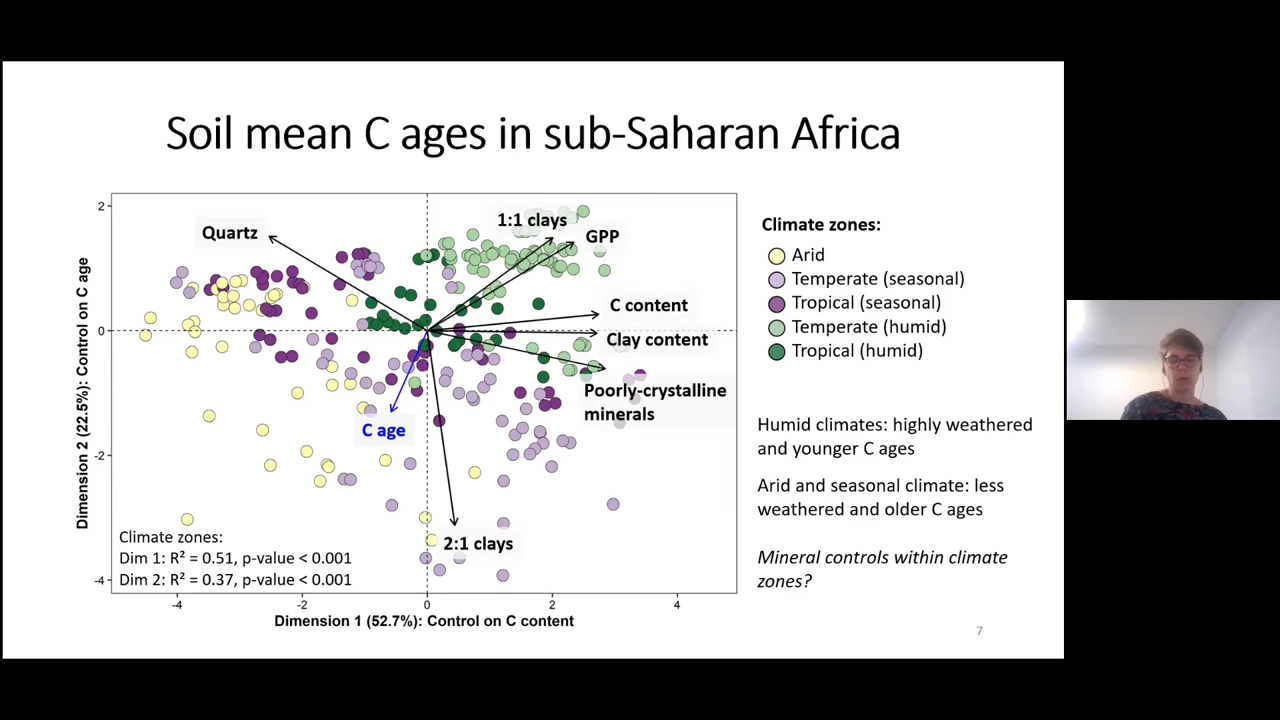 Soil mean C ages in sub-Saharan Africa
2
0
-2
-4
-4
-2
0
2
4
Dimension 2 (22.5%): Control on C age
Dimension 1 (52.7%): Control on C content
Quartz
1:1 clays
GPP
C content
Clay content
Poorly-crystalline
minerals
C age
2:1 clays
Climate zones:
Dim 1: R² = 0.51, p-value < 0.001
Dim 2: R² = 0.37, p-value < 0.001
Climate zones:
Arid
Temperate (seasonal)
Tropical (seasonal)
Temperate (humid)
Tropical (humid)
Humid climates: highly weathered
and younger C ages
Arid and seasonal climate: less
weathered and older C ages
Mineral controls within climate
zones?
7